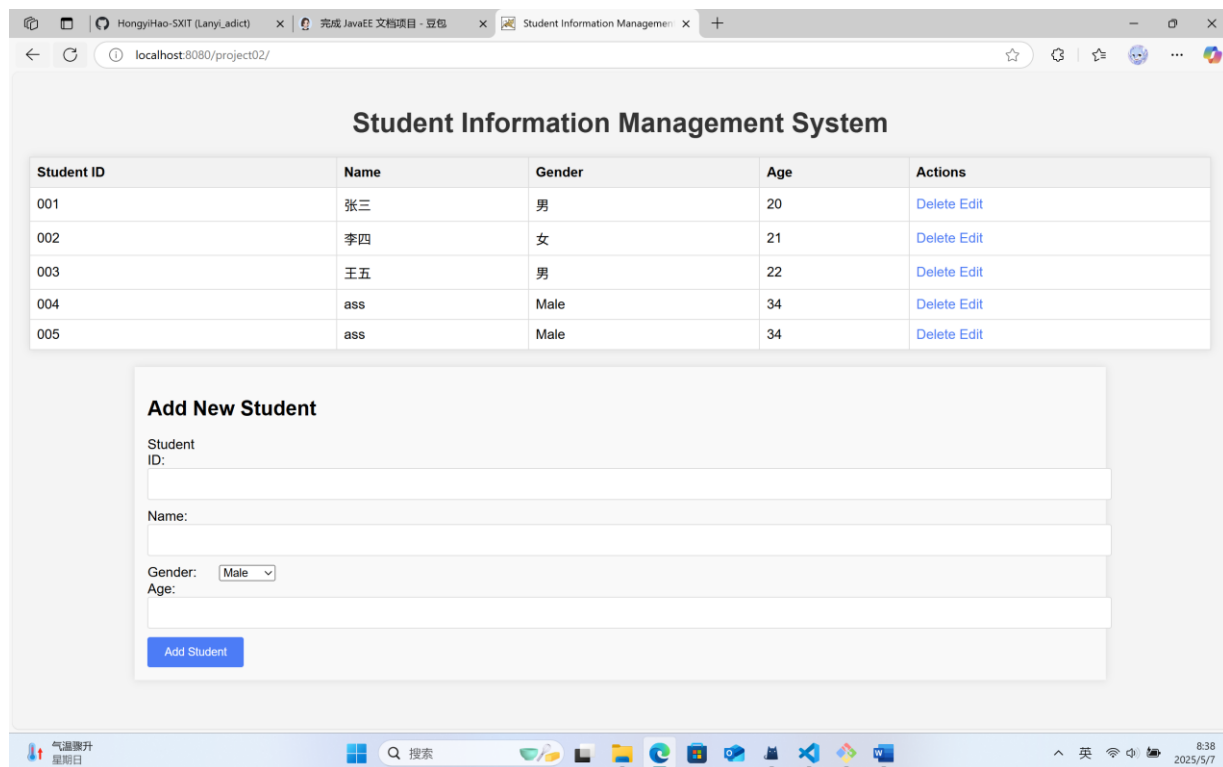 HongyiHao-SXIT (Lanyi_adict)
完成 JavaEE 文档项目 - 豆包
Student Information Managemen
localhost:8080/project02/
Student Information Management System
Student ID Name Gender Age Actions
001 张三 男 20 Delete Edit
002 李四 女 21 Delete Edit
003 王五 男 22 Delete Edit
004 ass Male 34 Delete Edit
005 ass Male 34 Delete Edit
Add New Student
Student
ID:
Name:
Gender: Male
Age:
Add Student
气温骤升
星期日
搜索
英
8:38
2025/5/7